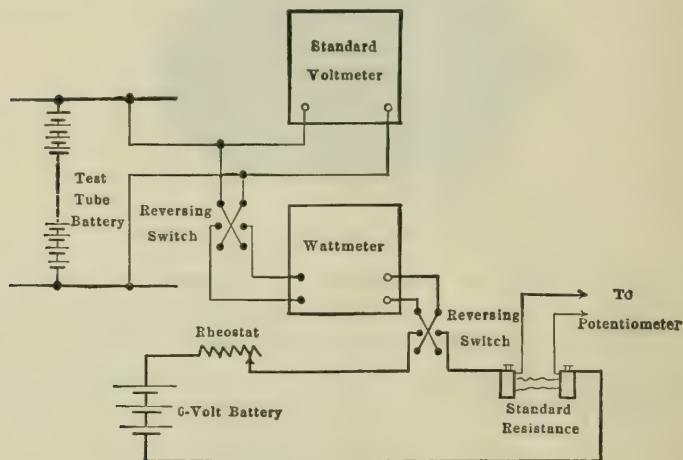 Standard
Voltmeter
Test
Tube
Battery
Reversing
Switch
Wattmeter
Rheostat
Reversing
Switch
To
Potentiometer
6-Volt Battery
Standard
Resistance